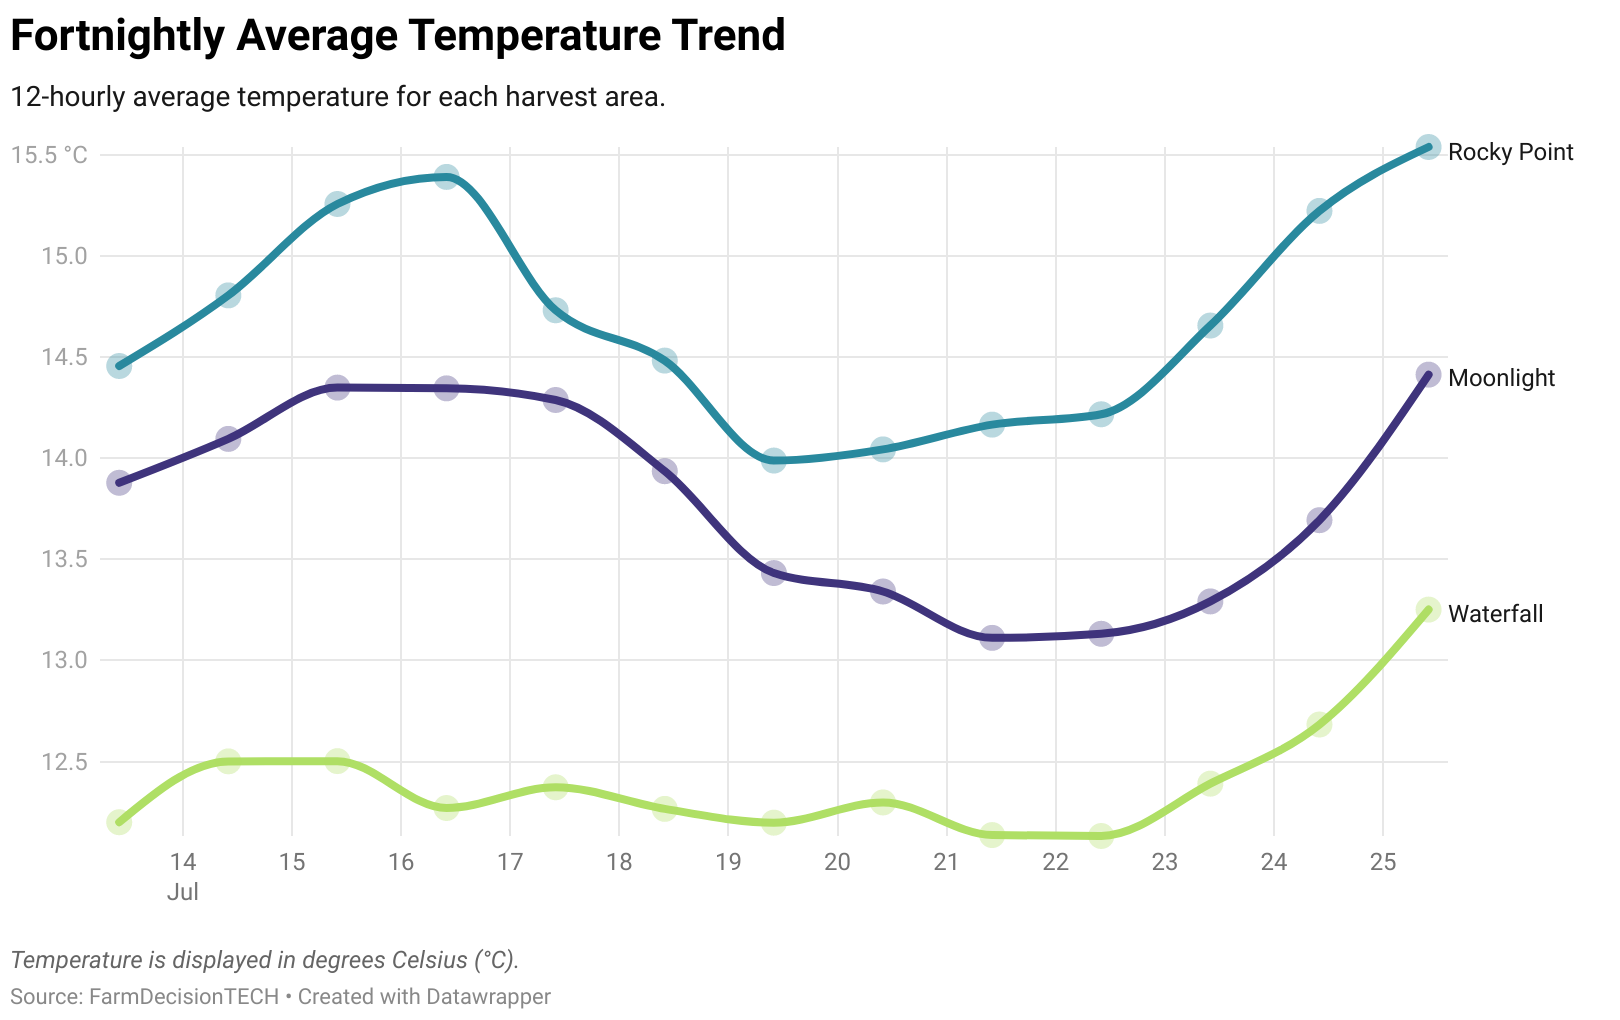 Fortnightly Average Temperature Trend
12-hourly average temperature for each harvest area.
15.5 °C
Rocky Point
15.0
14.5
Moonlight
14.0
13.5
Waterfall
13.0
12.5
14 15 16 17 18 19 20 21 22 23 24 25
Jul
Temperature is displayed in degrees Celsius (°C).
Source: FarmDecisionTECH • Created with Datawrapper